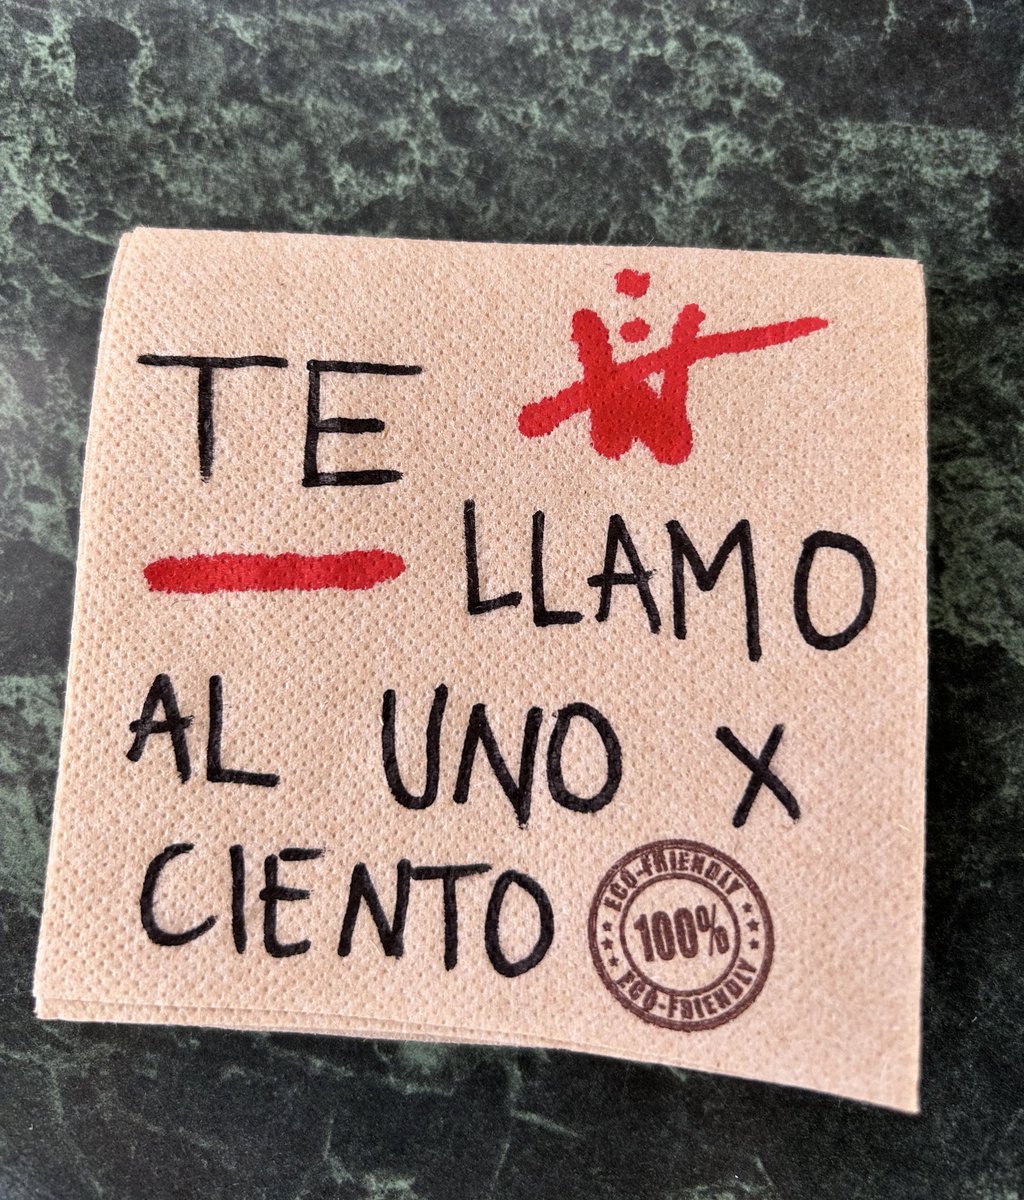 TE
LLAMO
AL UNO X
CIENTO
ECO-FRIENDLY
100%
ECO-FRIENDLY